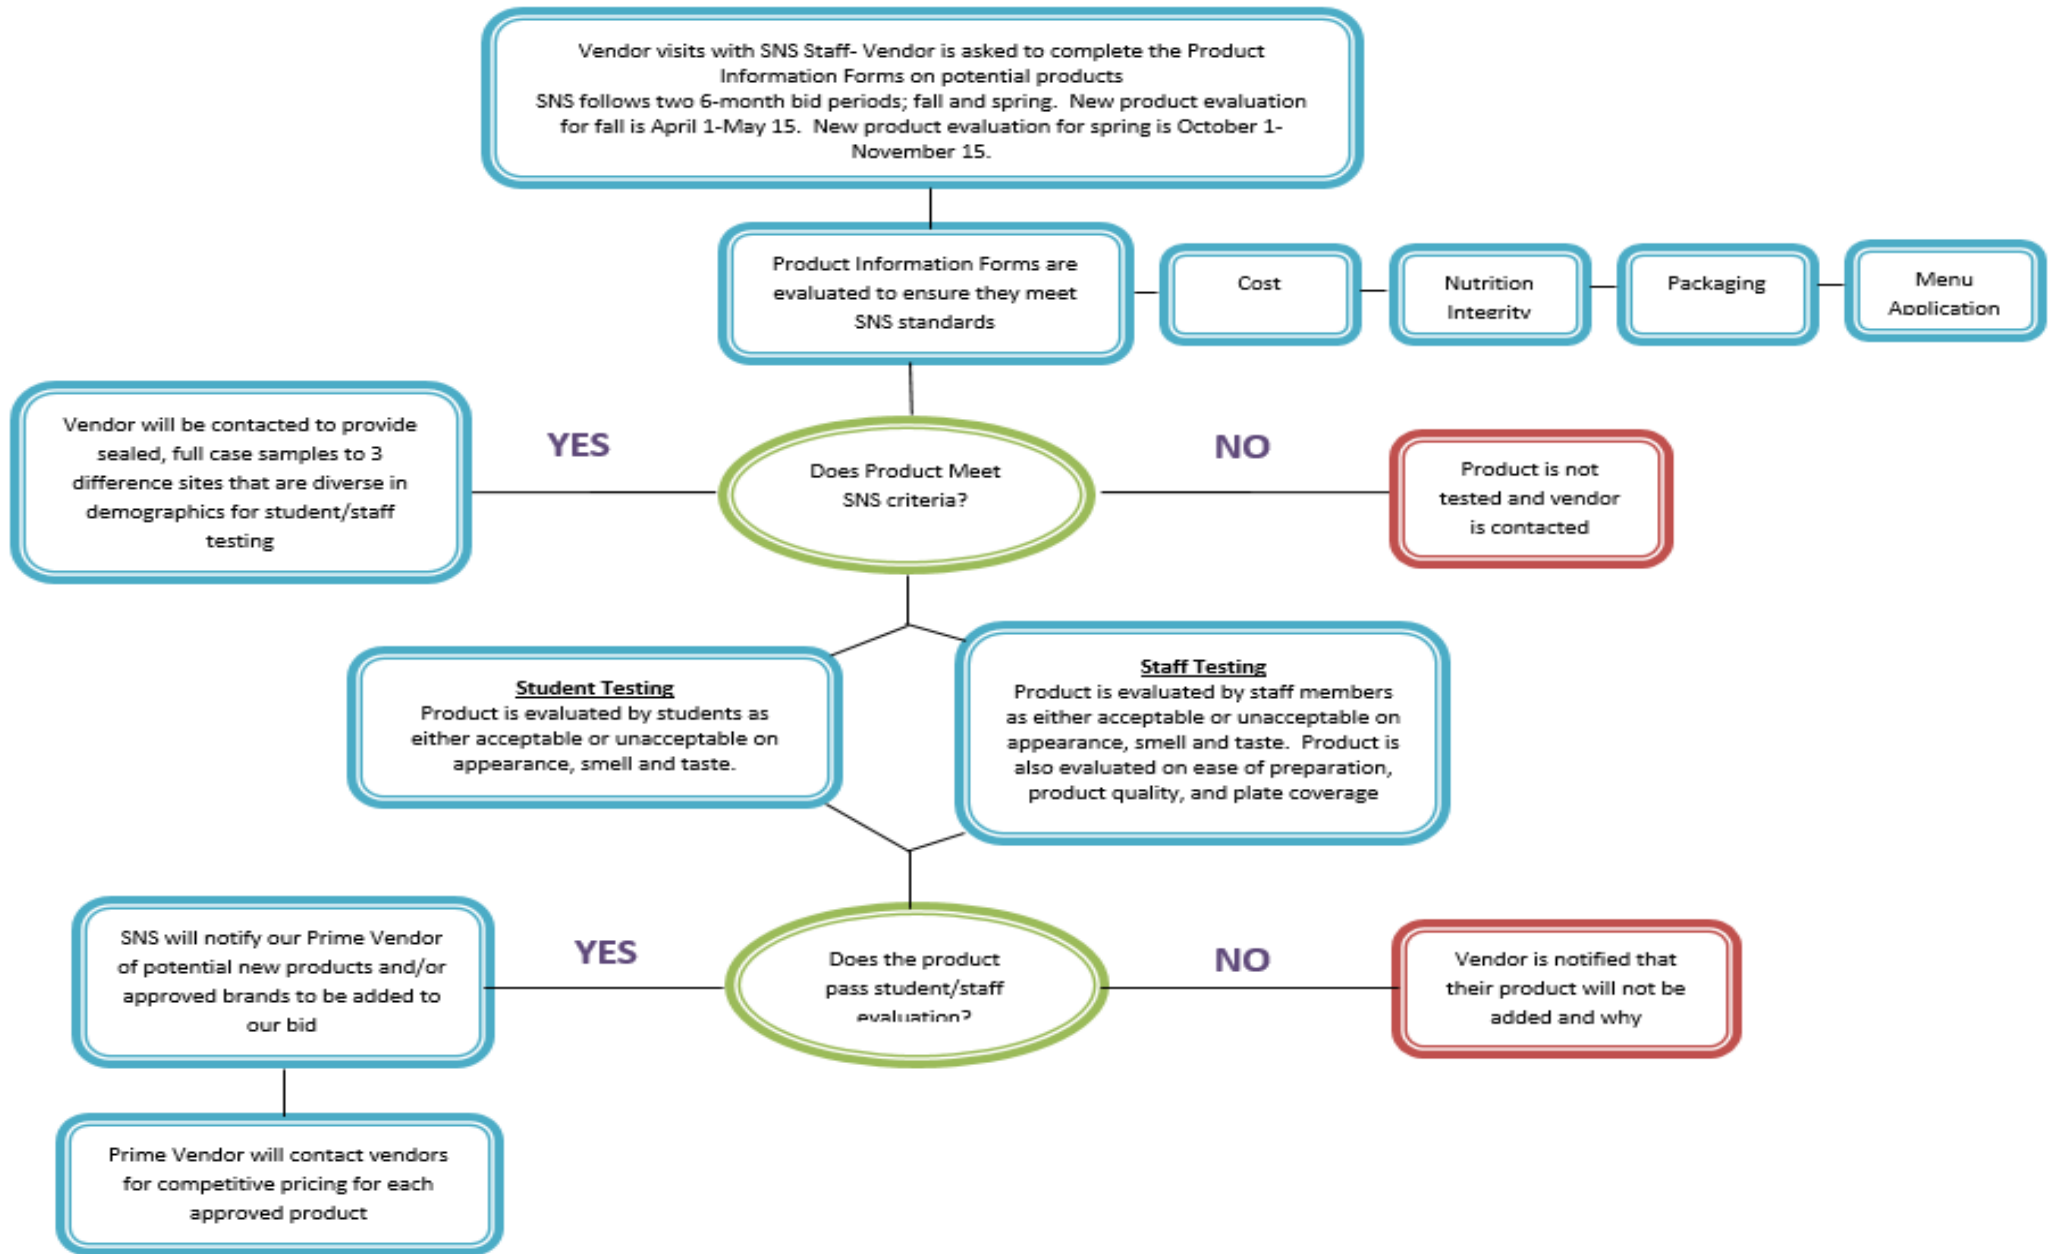 Vendor visits with SNS Staff- Vendor is asked to complete the Product
Information Forms on potential products
SNS follows two 6-month bid periods; fall and spring.  New product evaluation
for fall is April 1-May 15.  New product evaluation for spring is October 1-
November 15.
Product Information Forms are
evaluated to ensure they meet
SNS standards
Cost
Nutrition
Integrity
Packaging
Menu
Application
Vendor will be contacted to provide
sealed, full case samples to 3
difference sites that are diverse in
demographics for student/staff
testing
YES
Does Product Meet
SNS criteria?
NO
Product is not
tested and vendor
is contacted
Student Testing
Product is evaluated by students as
either acceptable or unacceptable on
appearance, smell and taste.
Staff Testing
Product is evaluated by staff members
as either acceptable or unacceptable on
appearance, smell and taste.  Product is
also evaluated on ease of preparation,
product quality, and plate coverage
SNS will notify our Prime Vendor
of potential new products and/or
approved brands to be added to
our bid
YES
Does the product
pass student/staff
evaluation?
NO
Vendor is notified that
their product will not be
added and why
Prime Vendor will contact vendors
for competitive pricing for each
approved product